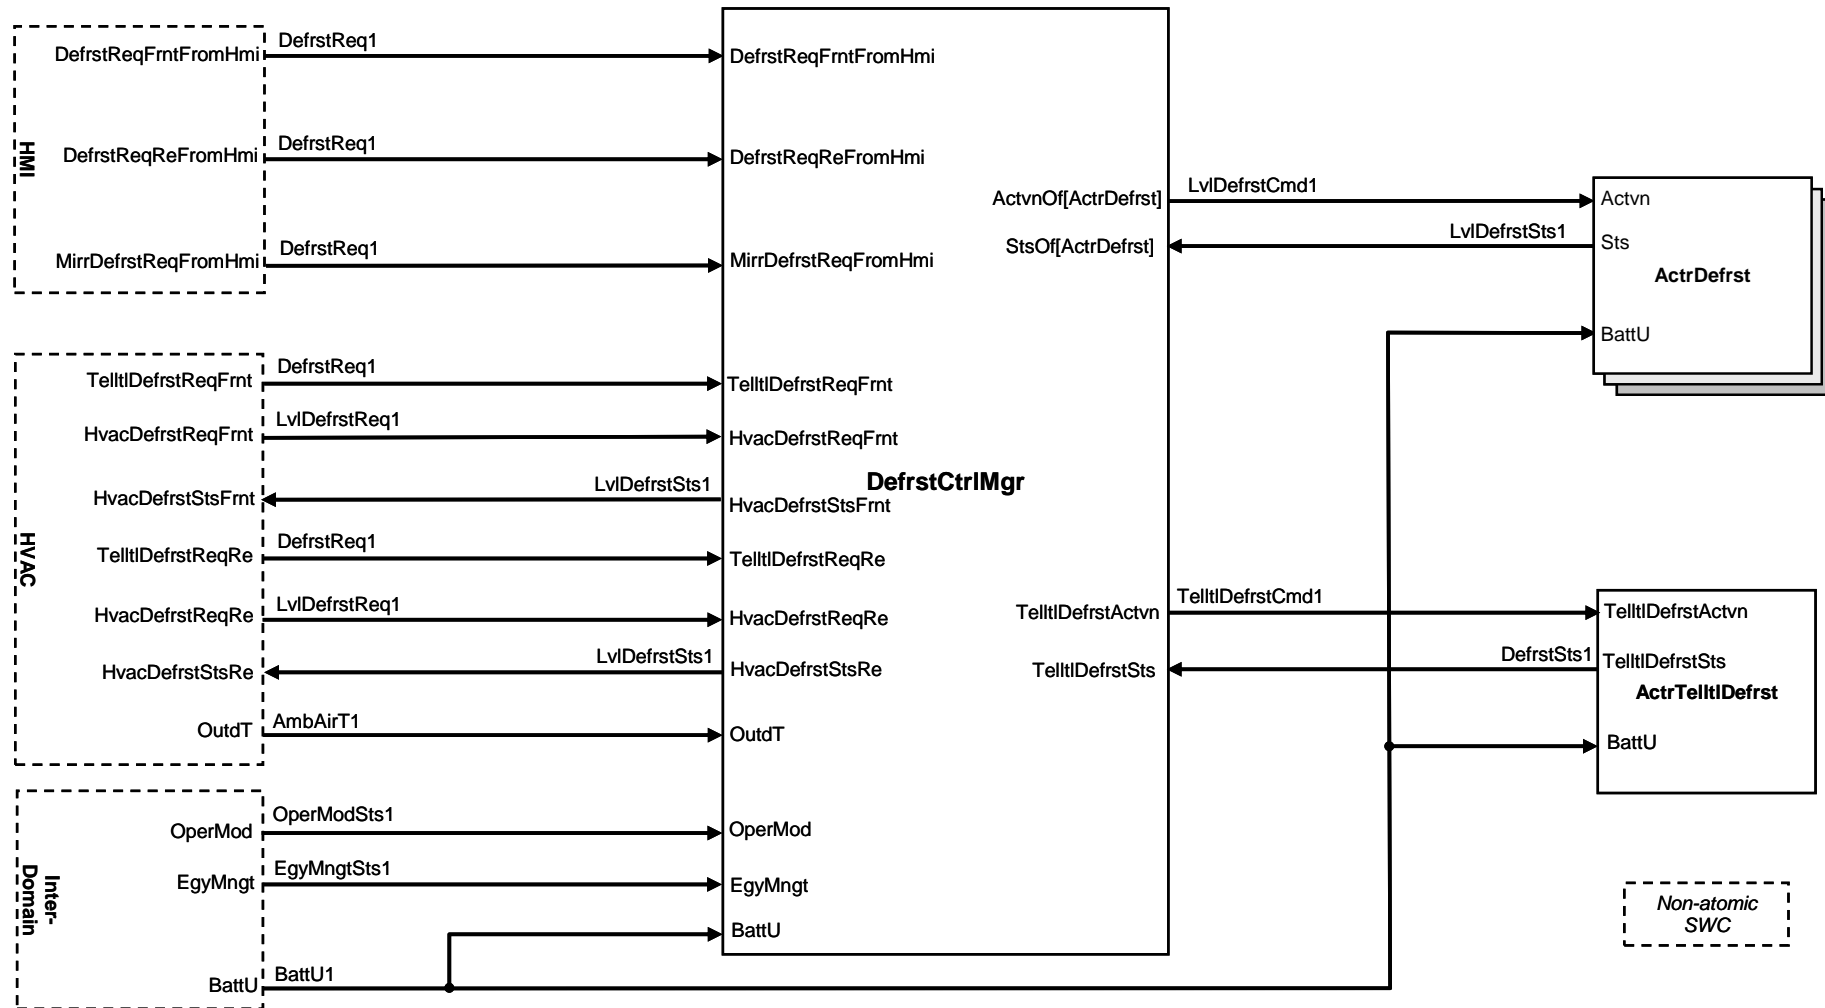 HMI
DefrstReqFrntFromHmi
DefrstReq1
DefrstReqFrntFromHmi
DefrstReqReFromHmi
DefrstReq1
DefrstReqReFromHmi
MirrDefrstReqFromHmi
DefrstReq1
MirrDefrstReqFromHmi
HVAC
TelltlDefrstReqFrnt
DefrstReq1
TelltlDefrstReqFrnt
HvacDefrstReqFrnt
LvlDefrstReq1
HvacDefrstReqFrnt
HvacDefrstStsFrnt
LvlDefrstSts1
HvacDefrstStsFrnt
TelltlDefrstReqRe
DefrstReq1
TelltlDefrstReqRe
HvacDefrstReqRe
LvlDefrstReq1
HvacDefrstReqRe
HvacDefrstStsRe
LvlDefrstSts1
HvacDefrstStsRe
OutdT
AmbAirT1
OutdT
Inter-
Domain
OperMod
OperModSts1
OperMod
EgyMngt
EgyMngtSts1
EgyMngt
BattU
BattU
BattU1
DefrstCtrlMgr
ActvnOf[ActrDefrst]
LvlDefrstCmd1
Actvn
StsOf[ActrDefrst]
LvlDefrstSts1
Sts
ActrDefrst
BattU
TelltlDefrstActvn
TelltlDefrstCmd1
TelltlDefrstActvn
TelltlDefrstSts
DefrstSts1
TelltlDefrstSts
ActrTelltlDefrst
BattU
Non-atomic
SWC